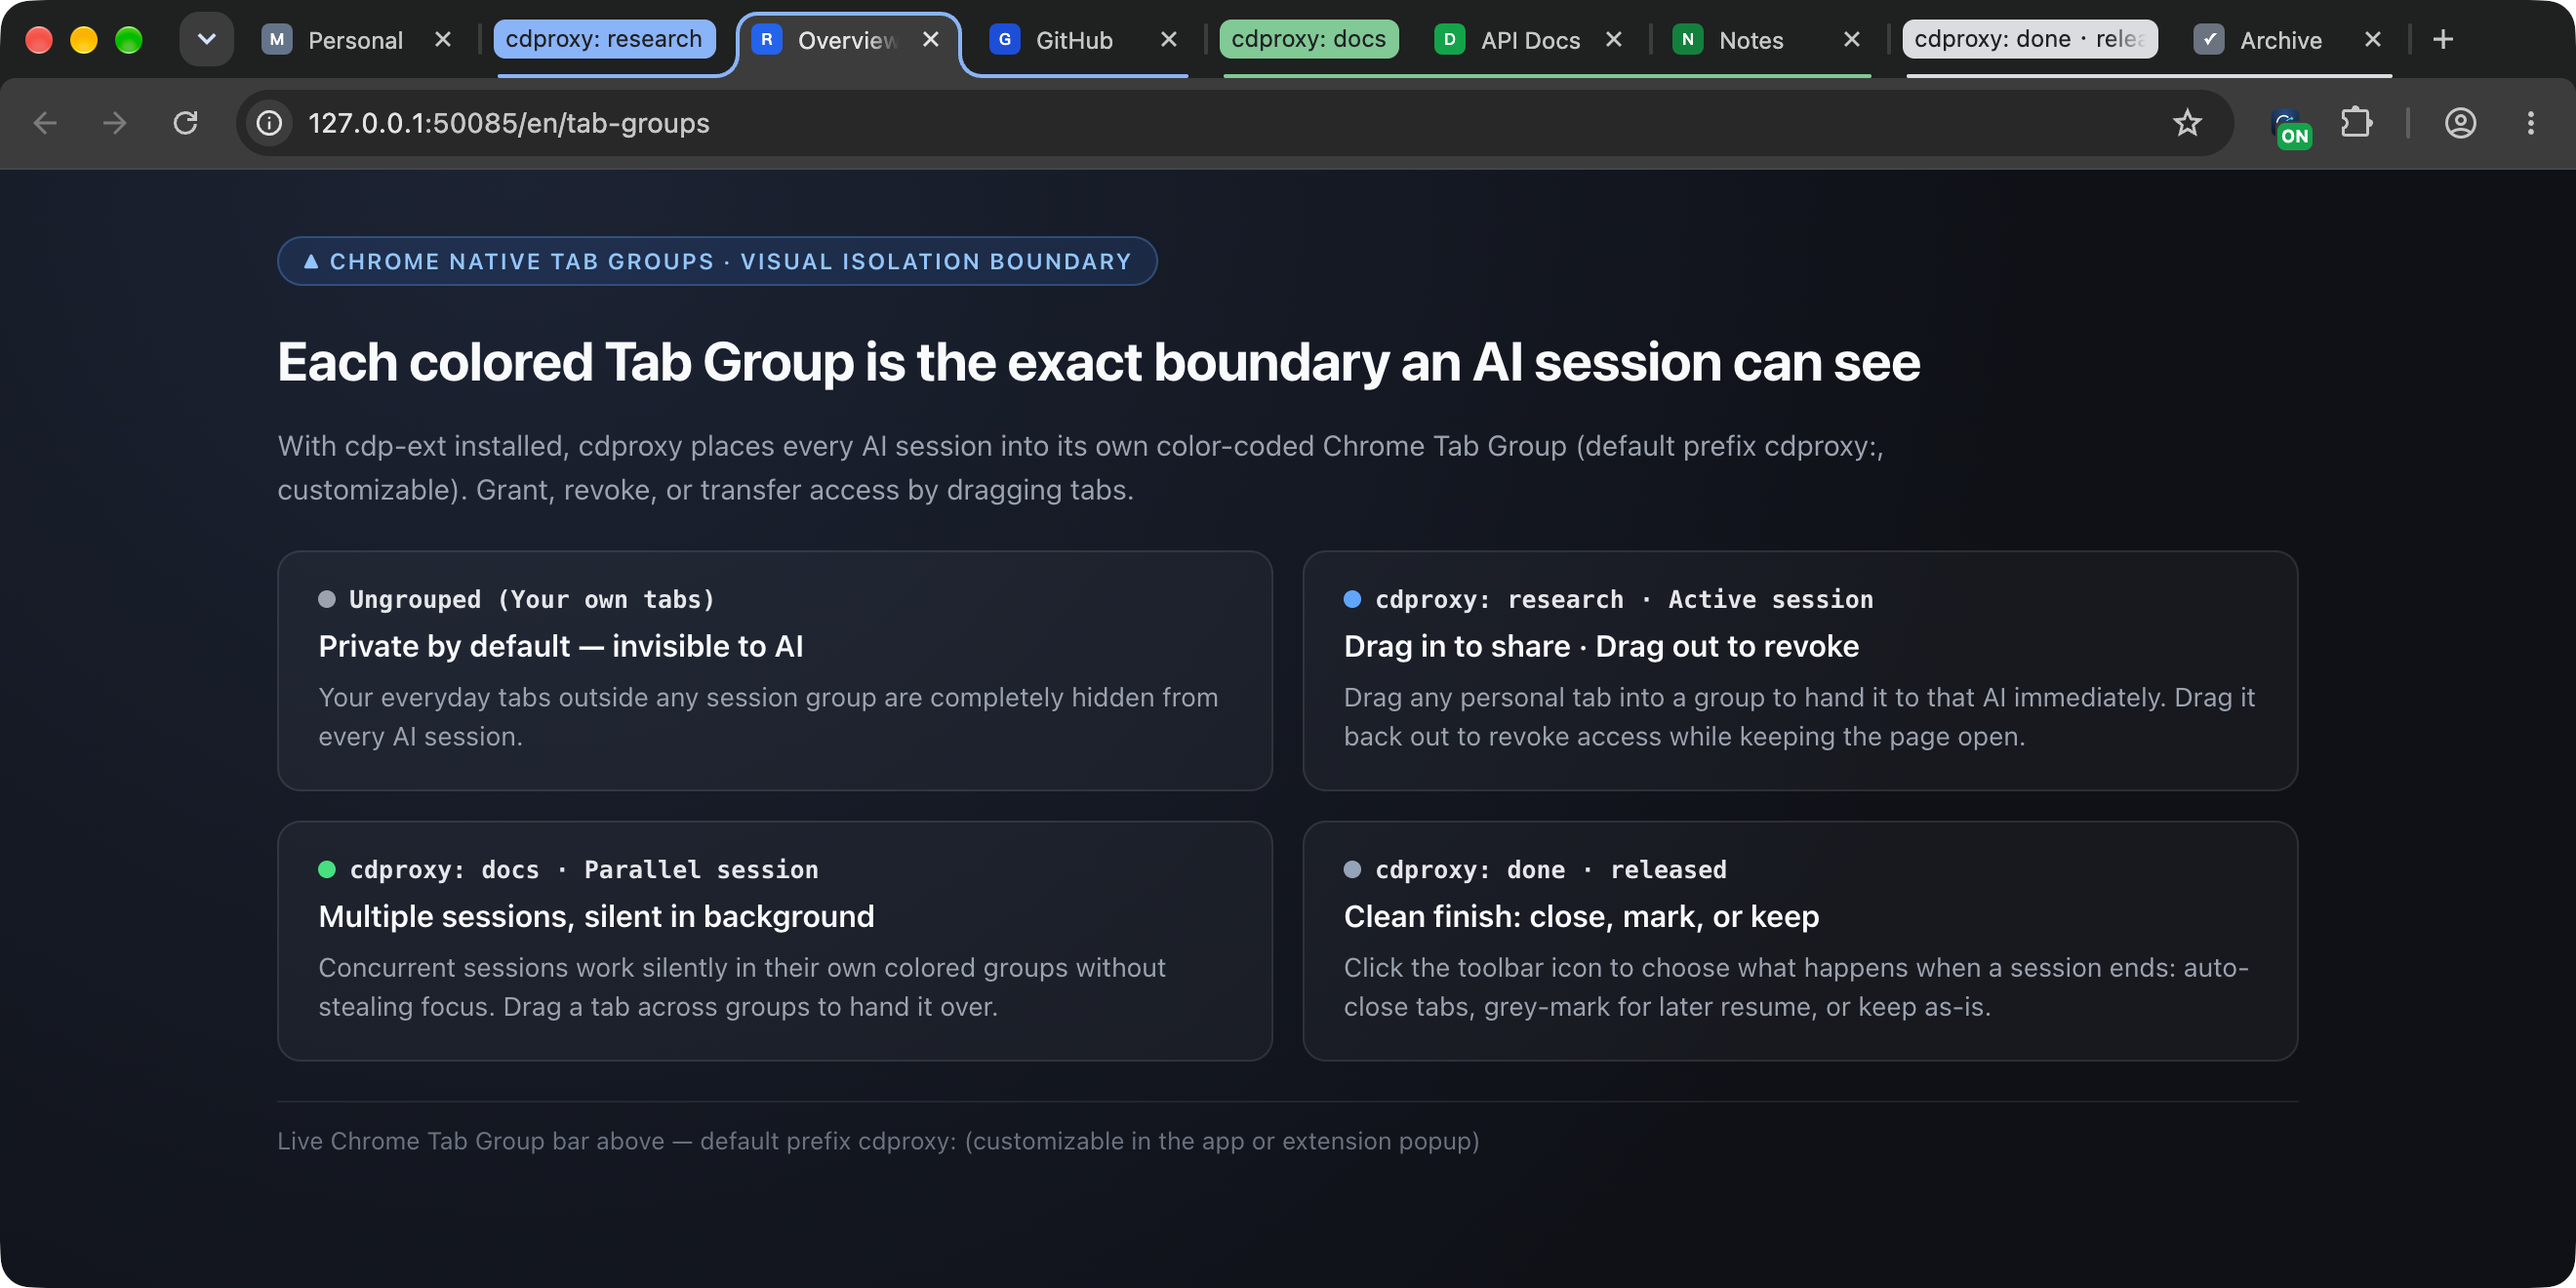 M Personal
cdproxy: research
R Overview
G GitHub
cdproxy: docs
D API Docs
N Notes
cdproxy: done · relea
Archive
127.0.0.1:50085/en/tab-groups
ON
CHROME NATIVE TAB GROUPS · VISUAL ISOLATION BOUNDARY
Each colored Tab Group is the exact boundary an AI session can see
With cdp-ext installed, cdproxy places every AI session into its own color-coded Chrome Tab Group (default prefix cdproxy:,
customizable). Grant, revoke, or transfer access by dragging tabs.
Ungrouped (Your own tabs)
Private by default — invisible to AI
Your everyday tabs outside any session group are completely hidden from
every AI session.
cdproxy: research · Active session
Drag in to share · Drag out to revoke
Drag any personal tab into a group to hand it to that AI immediately. Drag it
back out to revoke access while keeping the page open.
cdproxy: docs · Parallel session
Multiple sessions, silent in background
Concurrent sessions work silently in their own colored groups without
stealing focus. Drag a tab across groups to hand it over.
cdproxy: done · released
Clean finish: close, mark, or keep
Click the toolbar icon to choose what happens when a session ends: auto-
close tabs, grey-mark for later resume, or keep as-is.
Live Chrome Tab Group bar above — default prefix cdproxy: (customizable in the app or extension popup)